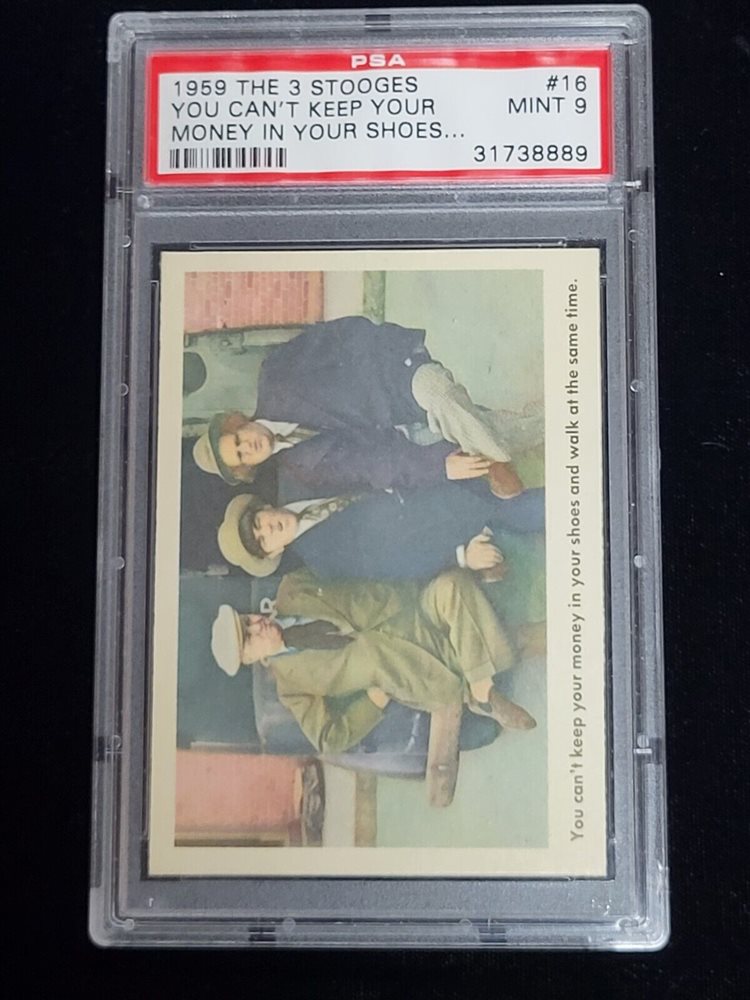 PSA
1959 THE 3 STOOGES #16
YOU CAN'T KEEP YOUR MINT 9
MONEY IN YOUR SHOES...
31738889
You can't keep your money in your shoes and walk at the same time.